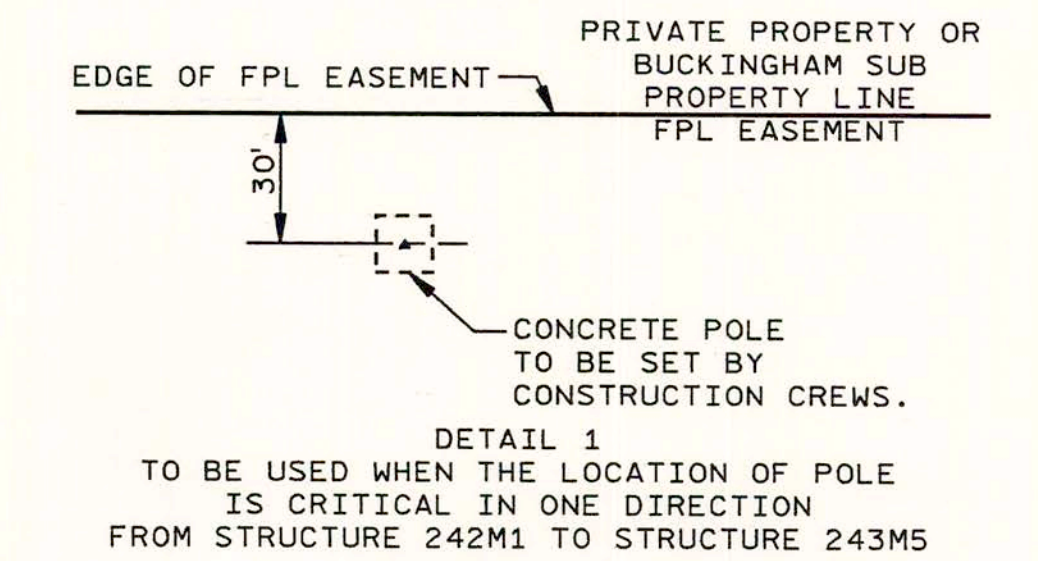 PRIVATE PROPERTY OR
BUCKINGHAM SUB
PROPERTY LINE
EDGE OF FPL EASEMENT
FPL EASEMENT
30'
CONCRETE POLE
TO BE SET BY
CONSTRUCTION CREWS.
DETAIL 1
TO BE USED WHEN THE LOCATION OF POLE
IS CRITICAL IN ONE DIRECTION
FROM STRUCTURE 242M1 TO STRUCTURE 243M5